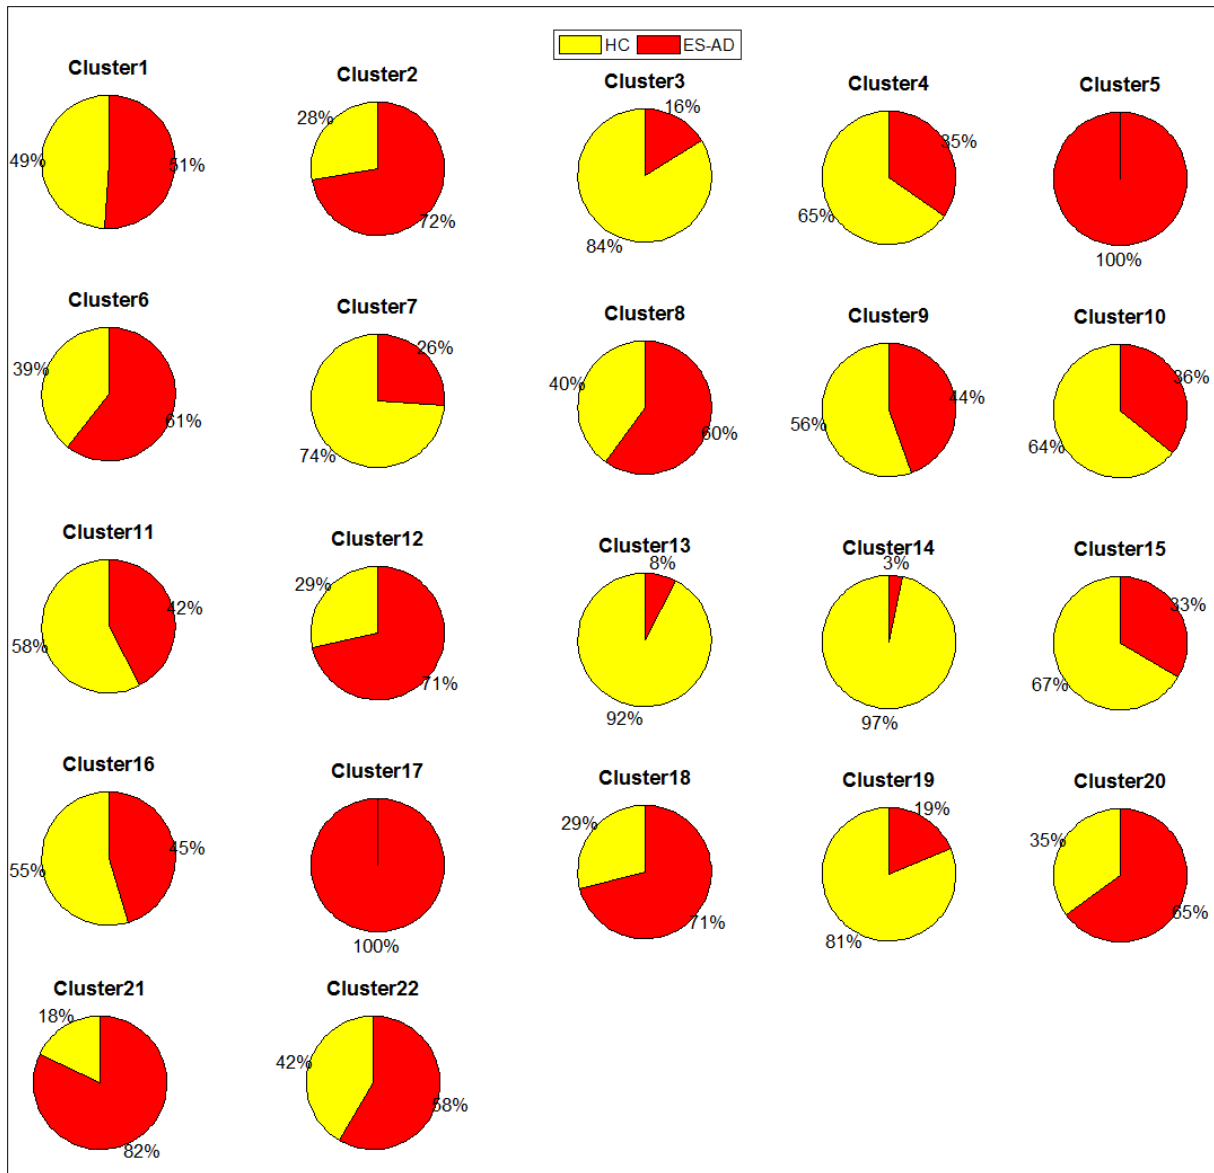 HC ES-AD
Cluster1 Cluster2 Cluster3 Cluster4 Cluster5
49% 51% 28% 72% 16% 84% 35% 65% 100%
Cluster6 Cluster7 Cluster8 Cluster9 Cluster10
39% 61% 26% 74% 40% 60% 44% 56% 36% 64%
Cluster11 Cluster12 Cluster13 Cluster14 Cluster15
42% 58% 29% 71% 8% 92% 3% 97% 33% 67%
Cluster16 Cluster17 Cluster18 Cluster19 Cluster20
45% 55% 100% 29% 71% 19% 81% 35% 65%
Cluster21 Cluster22
18% 82% 42% 58%